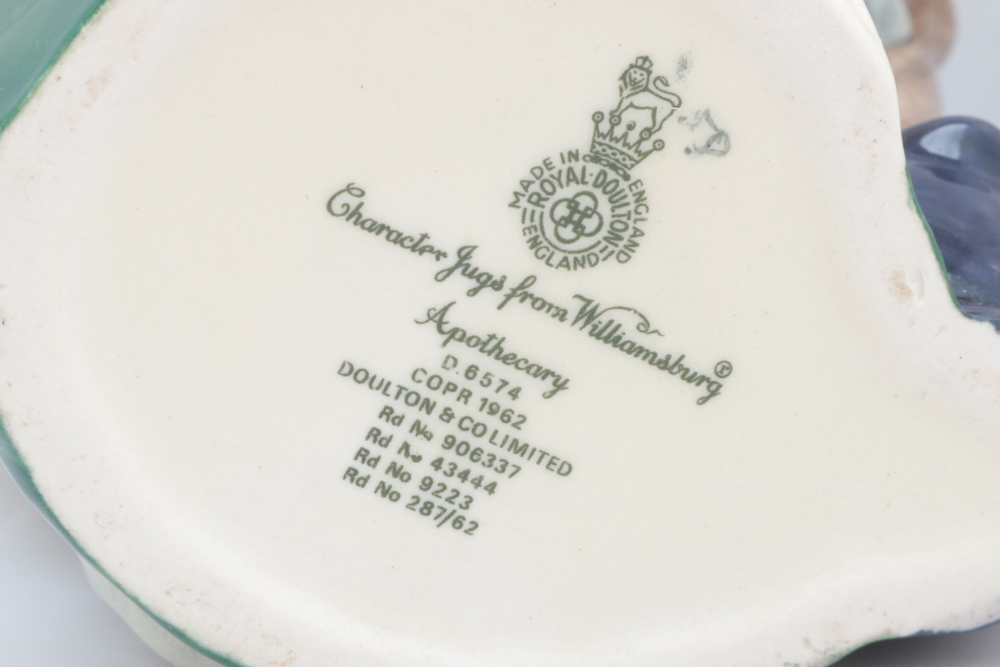 MADE IN ENGLAND
ROYAL·DOULTON
ENGLAND
Character Jugs from Williamsburg®
Apothecary
D.6574
COPR 1962
DOULTON & CO LIMITED
Rd No 906337
Rd No 43444
Rd No 9223
Rd No 287/62